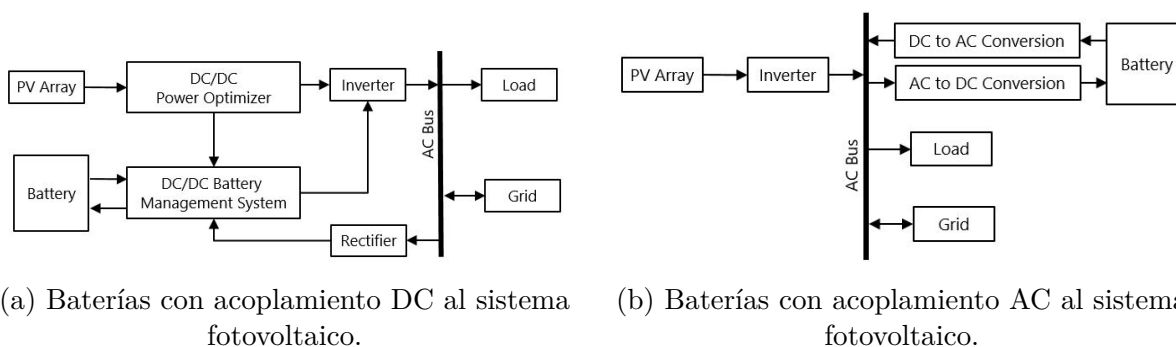 PV Array
DC/DC
Power Optimizer
Inverter
Load
AC Bus
Battery
DC/DC Battery
Management System
Grid
Rectifier
(a) Baterías con acoplamiento DC al sistema
fotovoltaico.
PV Array
Inverter
DC to AC Conversion
AC to DC Conversion
Battery
AC Bus
Load
Grid
(b) Baterías con acoplamiento AC al sistema
fotovoltaico.